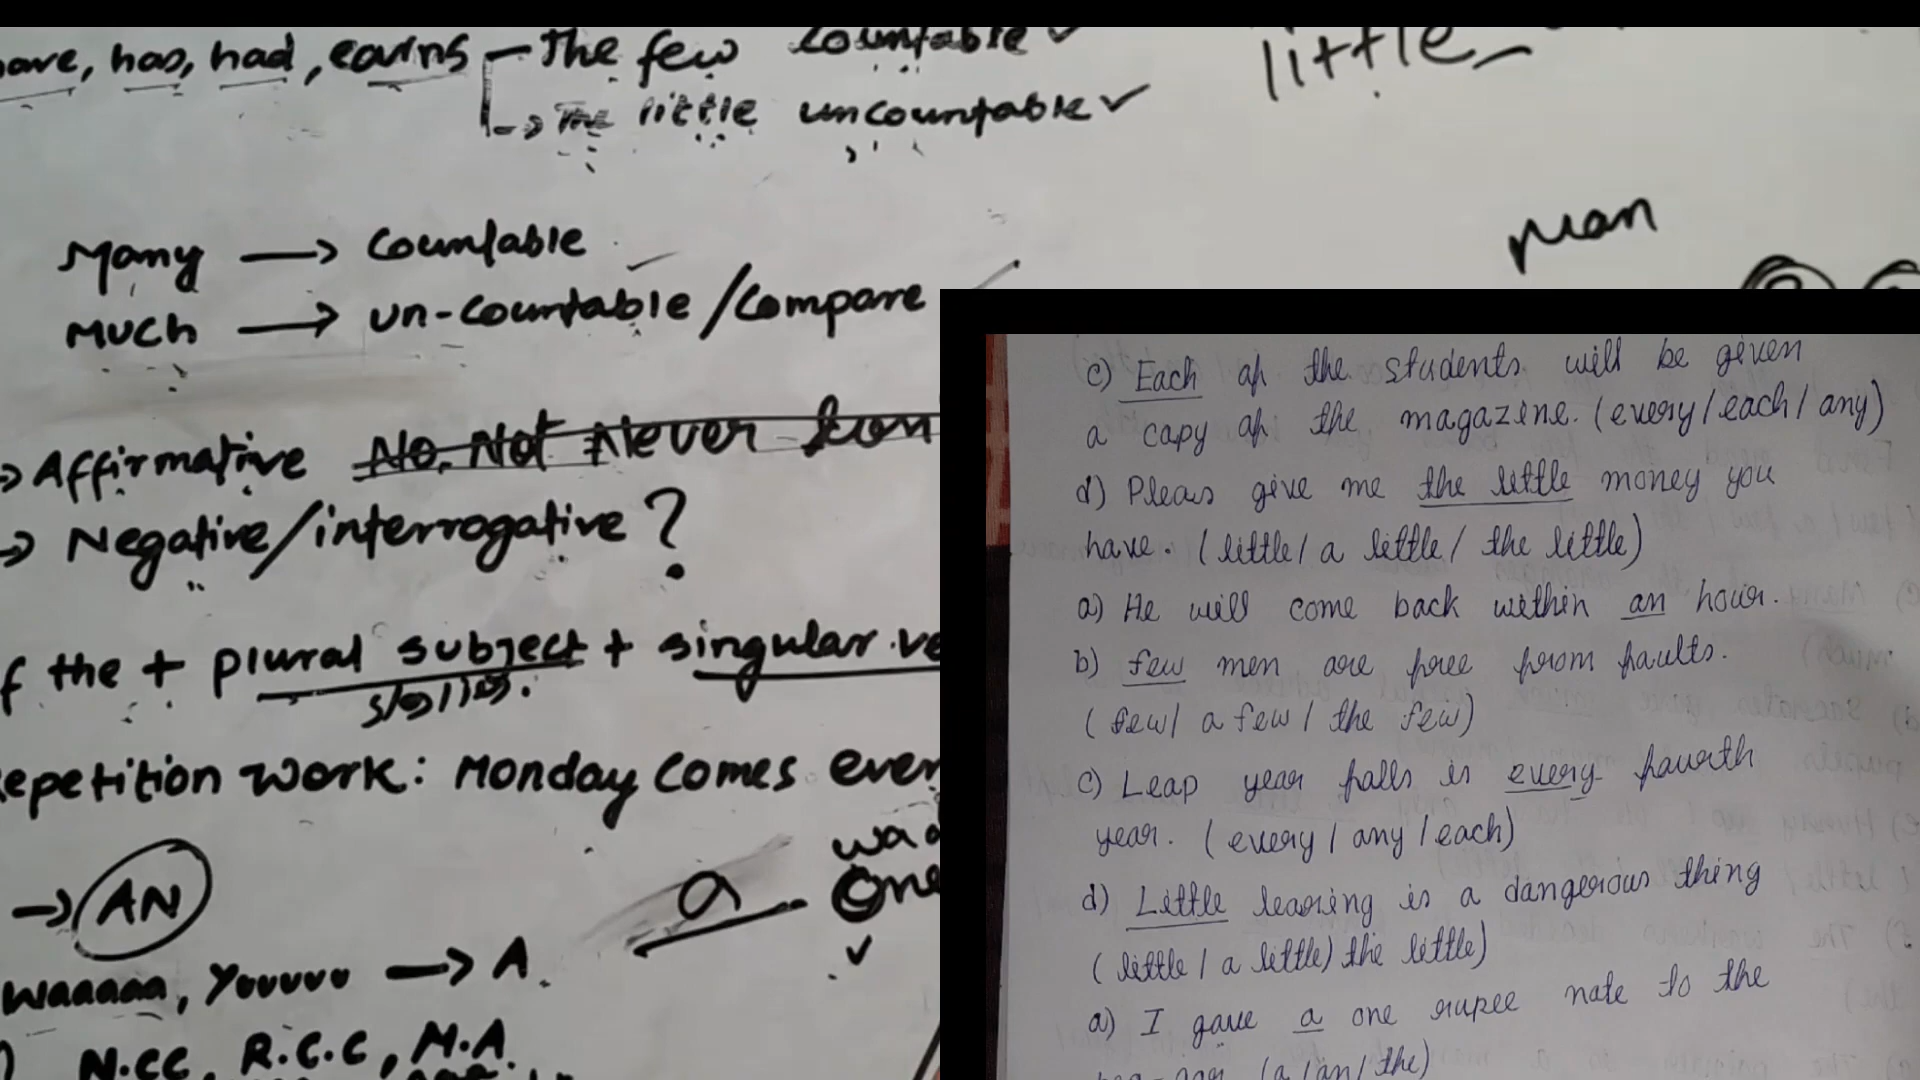 have, has, had, earns – The few countable
→ The little uncountable
little
Many → Countable
Much → un-countable / compare
man
→ Affirmative No, Not Never
→ Negative/interrogative ?
f the + plural subject + singular ve
epetition work: Monday comes ever
→ AN
a
One
waaaaa, Yuuuuu → A.
N.CC, R.C.C, M.A.
c) Each of the students will be given
a copy of the magazine. (every / each / any)
d) Pleas give me the little money you
have. (little / a little / the little)
a) He will come back within an hour.
b) few men are free from faults.
(few / a few / the few)
c) Leap year falls in every fourth
year. (every / any / each)
d) Little learing is a dangerous thing
(little / a little) the little)
a) I gave a one rupee note to the
(a / an / the)